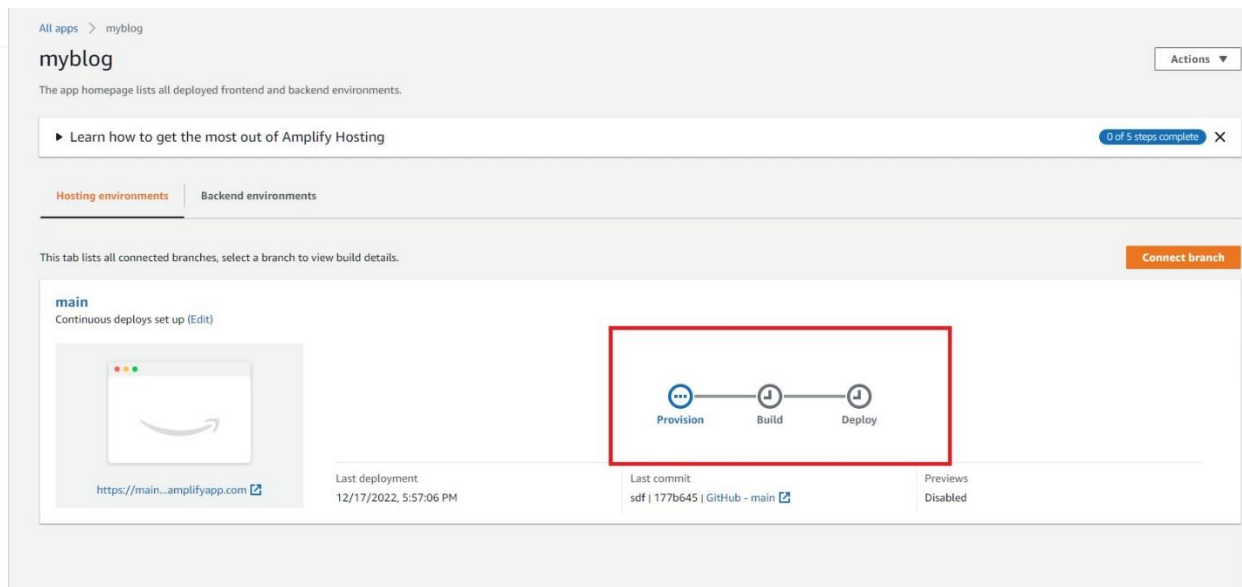 All apps > myblog
myblog
Actions ▼
The app homepage lists all deployed frontend and backend environments.
Learn how to get the most out of Amplify Hosting
0 of 5 steps complete
Hosting environments
Backend environments
This tab lists all connected branches, select a branch to view build details.
Connect branch
main
Continuous deploys set up (Edit)
Provision
Build
Deploy
https://main...amplifyapp.com
Last deployment
12/17/2022, 5:57:06 PM
Last commit
sdf | 177b645 | GitHub - main
Previews
Disabled